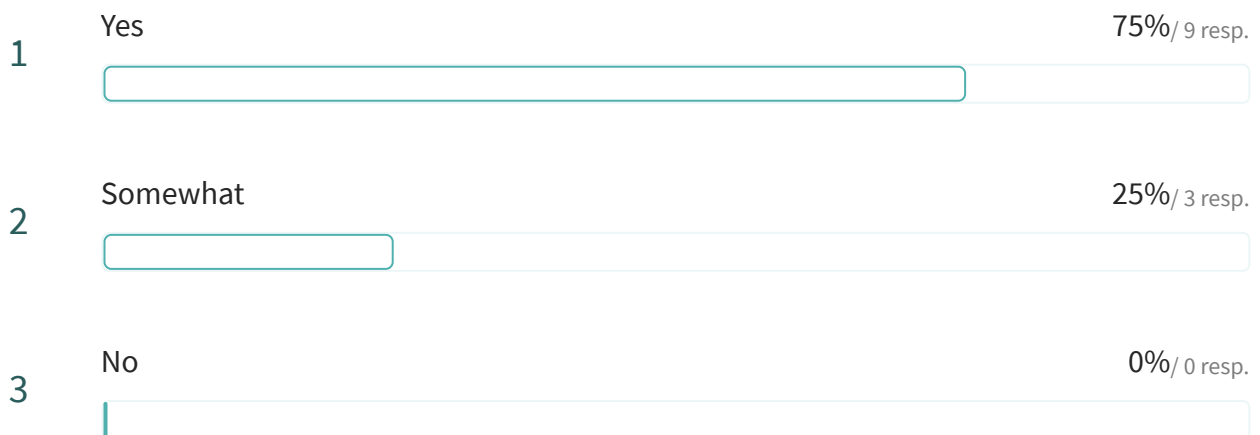 Yes 75% / 9 resp.
1
Somewhat 25% / 3 resp.
2
No 0% / 0 resp.
3